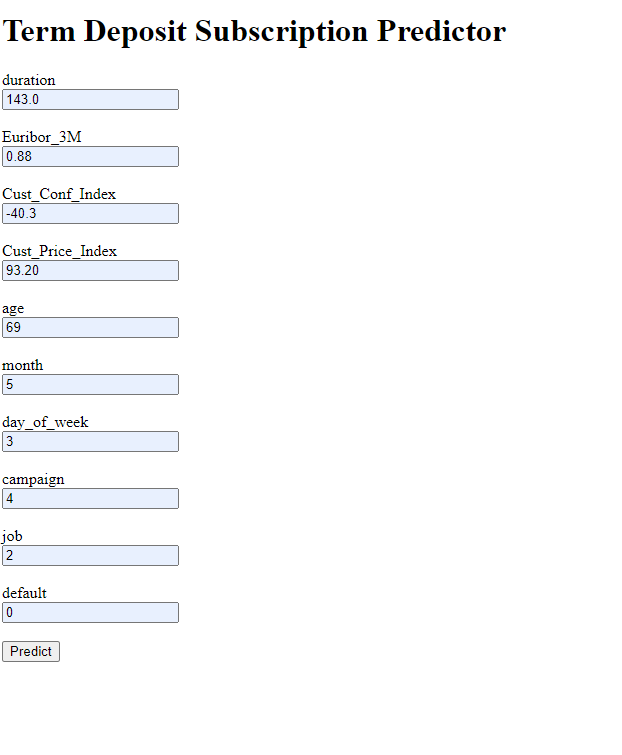 Term Deposit Subscription Predictor
duration
143.0
Euribor_3M
0.88
Cust_Conf_Index
-40.3
Cust_Price_Index
93.20
age
69
month
5
day_of_week
3
campaign
4
job
2
default
0
Predict